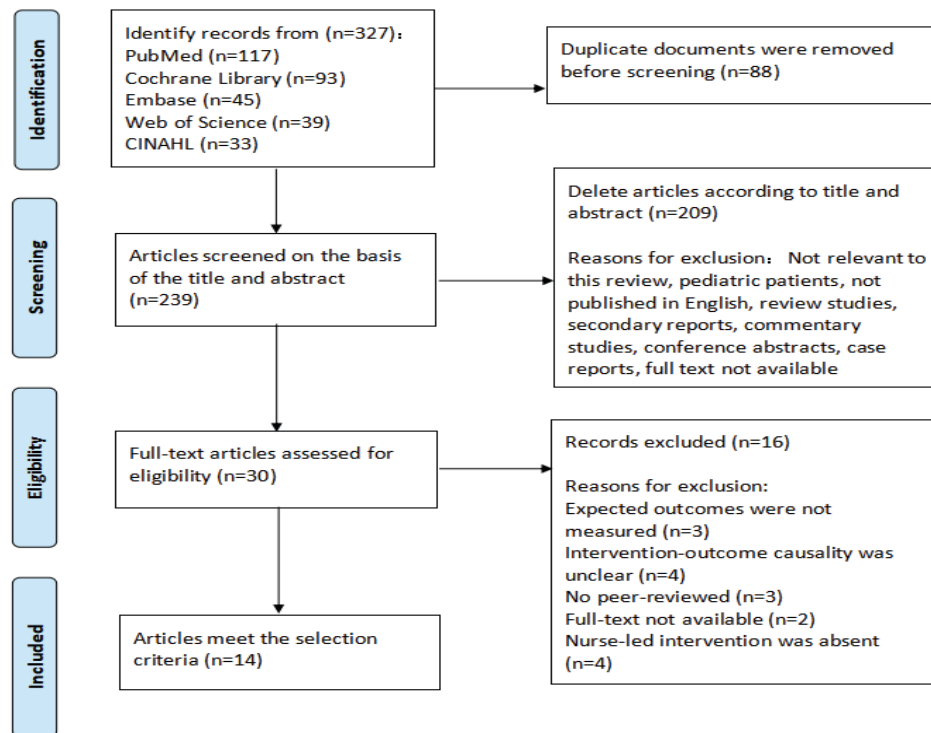 Identification
Identify records from (n=327)：
PubMed (n=117)
Cochrane Library (n=93)
Embase (n=45)
Web of Science (n=39)
CINAHL (n=33)
Duplicate documents were removed
before screening (n=88)
Screening
Articles screened on the basis
of the title and abstract
(n=239)
Delete articles according to title and
abstract (n=209)
Reasons for exclusion： Not relevant to
this review, pediatric patients, not
published in English, review studies,
secondary reports, commentary
studies, conference abstracts, case
reports, full text not available
Eligibility
Full-text articles assessed for
eligibility (n=30)
Records excluded (n=16)
Reasons for exclusion:
Expected outcomes were not
measured (n=3)
Intervention-outcome causality was
unclear (n=4)
No peer-reviewed (n=3)
Full-text not available (n=2)
Nurse-led intervention was absent
(n=4)
Included
Articles meet the selection
criteria (n=14)